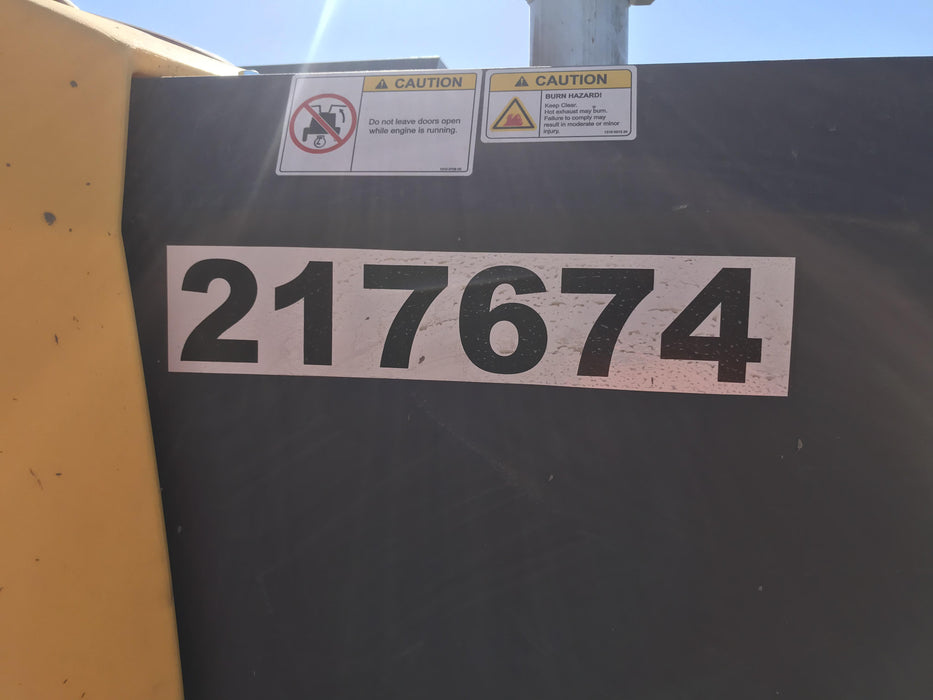 CAUTION
Do not leave doors open
while engine is running.
CAUTION
BURN HAZARD!
Keep Clear.
Hot exhaust may burn.
Failure to comply may
result in moderate or minor
injury.
217674